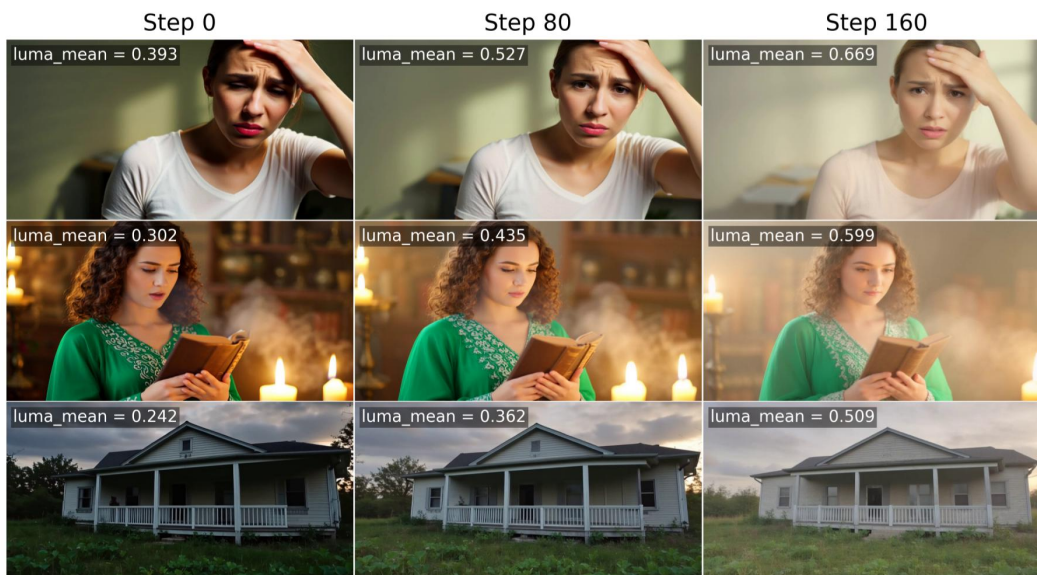 Step 0
Step 80
Step 160
luma_mean = 0.393
luma_mean = 0.527
luma_mean = 0.669
luma_mean = 0.302
luma_mean = 0.435
luma_mean = 0.599
luma_mean = 0.242
luma_mean = 0.362
luma_mean = 0.509